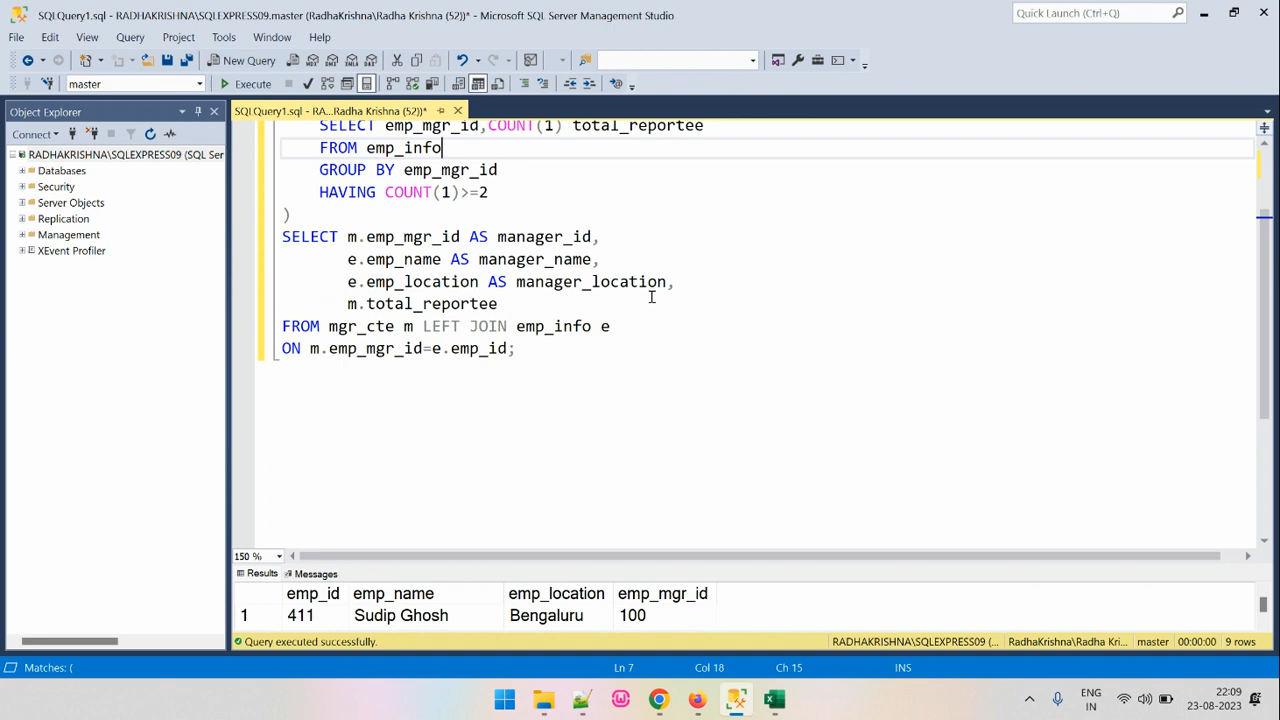 SQLQuery1.sql - RADHAKRISHNA\SQLEXPRESS09.master (RadhaKrishna\Radha Krishna (52))* - Microsoft SQL Server Management Studio
Quick Launch (Ctrl+Q)
File Edit View Query Project Tools Window Help
New Query
MDX DMX XMLA DAX
master
Execute
Object Explorer
SQLQuery1.sql - RA...Radha Krishna (52))*
Connect
RADHAKRISHNA\SQLEXPRESS09 (SQL Ser
Databases
Security
Server Objects
Replication
Management
XEvent Profiler
SELECT emp_mgr_id,COUNT(1) total_reportee
FROM emp_info
GROUP BY emp_mgr_id
HAVING COUNT(1)>=2
)
SELECT m.emp_mgr_id AS manager_id,
e.emp_name AS manager_name,
e.emp_location AS manager_location,
m.total_reportee
FROM mgr_cte m LEFT JOIN emp_info e
ON m.emp_mgr_id=e.emp_id;
150 %
Results Messages
emp_id emp_name emp_location emp_mgr_id
1 411 Sudip Ghosh Bengaluru 100
Query executed successfully.
RADHAKRISHNA\SQLEXPRESS09 (... RadhaKrishna\Radha Kri... master 00:00:00 9 rows
Matches: (
Ln 7 Col 18 Ch 15 INS
ENG
IN
22:09
23-08-2023